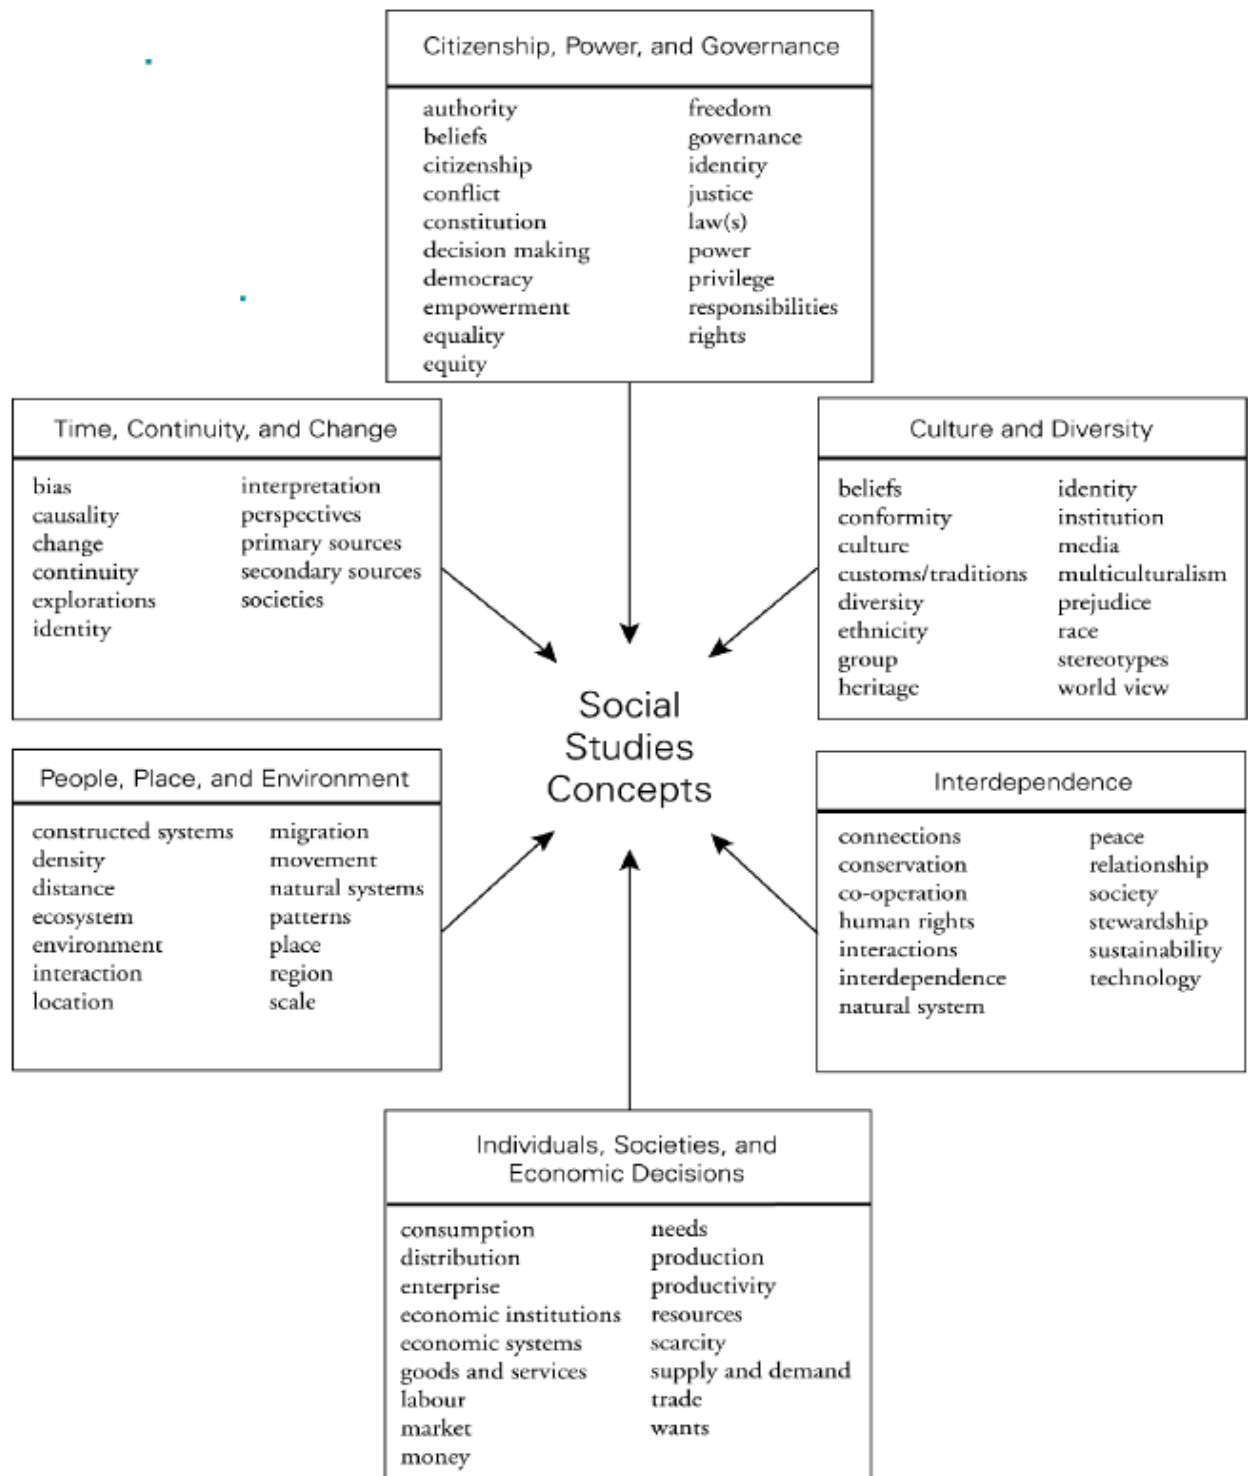 Citizenship, Power, and Governance
authority
beliefs
citizenship
conflict
constitution
decision making
democracy
empowerment
equality
equity
freedom
governance
identity
justice
law(s)
power
privilege
responsibilities
rights
Time, Continuity, and Change
bias
causality
change
continuity
explorations
identity
interpretation
perspectives
primary sources
secondary sources
societies
Culture and Diversity
beliefs
conformity
culture
customs/traditions
diversity
ethnicity
group
heritage
identity
institution
media
multiculturalism
prejudice
race
stereotypes
world view
Social
Studies
Concepts
People, Place, and Environment
constructed systems
density
distance
ecosystem
environment
interaction
location
migration
movement
natural systems
patterns
place
region
scale
Interdependence
connections
conservation
co-operation
human rights
interactions
interdependence
natural system
peace
relationship
society
stewardship
sustainability
technology
Individuals, Societies, and
Economic Decisions
consumption
distribution
enterprise
economic institutions
economic systems
goods and services
labour
market
money
needs
production
productivity
resources
scarcity
supply and demand
trade
wants